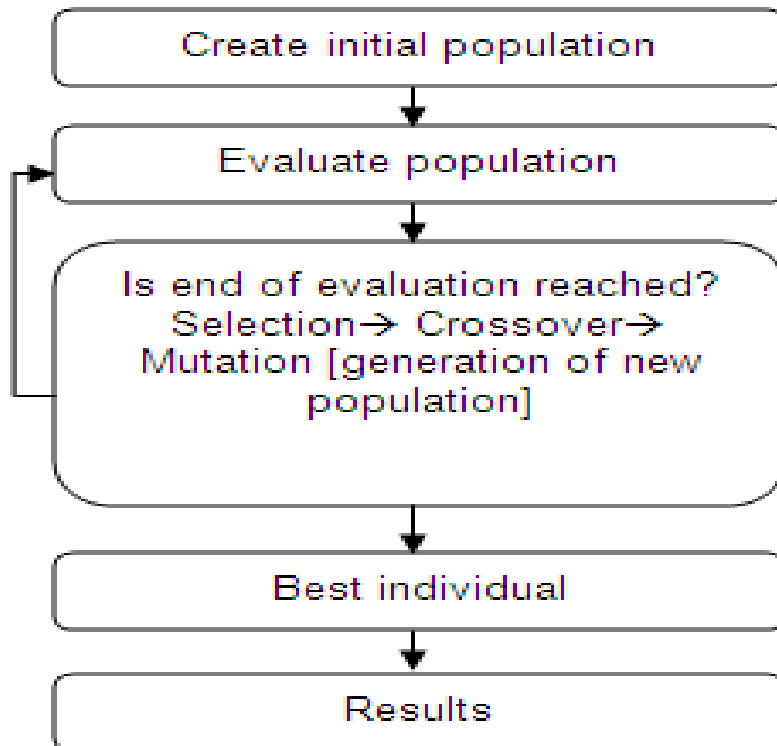 Create initial population
Evaluate population
Is end of evaluation reached?
Selection→ Crossover→
Mutation [generation of new
population]
Best individual
Results